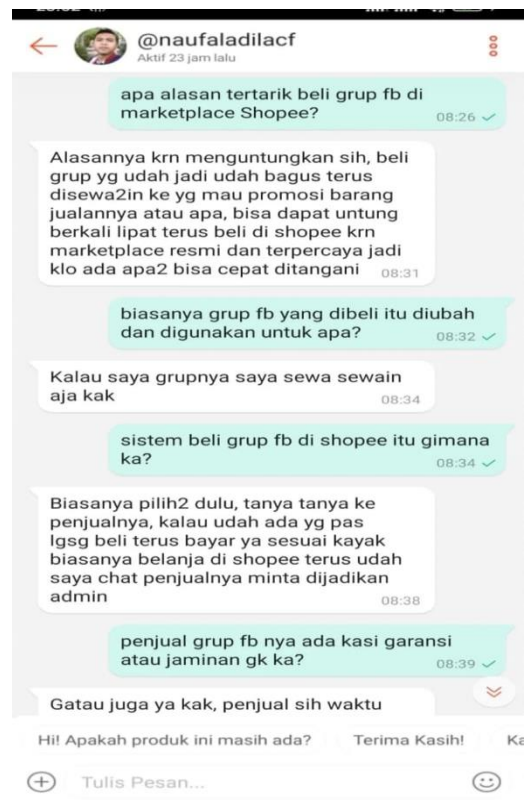 @naufaladilacf
Aktif 23 jam lalu
apa alasan tertarik beli grup fb di
marketplace Shopee?
08:26
Alasannya krn menguntungkan sih, beli
grup yg udah jadi udah bagus terus
disewa2in ke yg mau promosi barang
jualannya atau apa, bisa dapat untung
berkali lipat terus beli di shopee krn
marketplace resmi dan terpercaya jadi
klo ada apa2 bisa cepat ditangani
08:31
biasanya grup fb yang dibeli itu diubah
dan digunakan untuk apa?
08:32
Kalau saya grupnya saya sewa sewain
aja kak
08:34
sistem beli grup fb di shopee itu gimana
ka?
08:34
Biasanya pilih2 dulu, tanya tanya ke
penjualnya, kalau udah ada yg pas
lgsg beli terus bayar ya sesuai kayak
biasanya belanja di shopee terus udah
saya chat penjualnya minta dijadikan
admin
08:38
penjual grup fb nya ada kasi garansi
atau jaminan gk ka?
08:39
Gatau juga ya kak, penjual sih waktu
Hi! Apakah produk ini masih ada?
Terima Kasih!
Ka
Tulis Pesan...